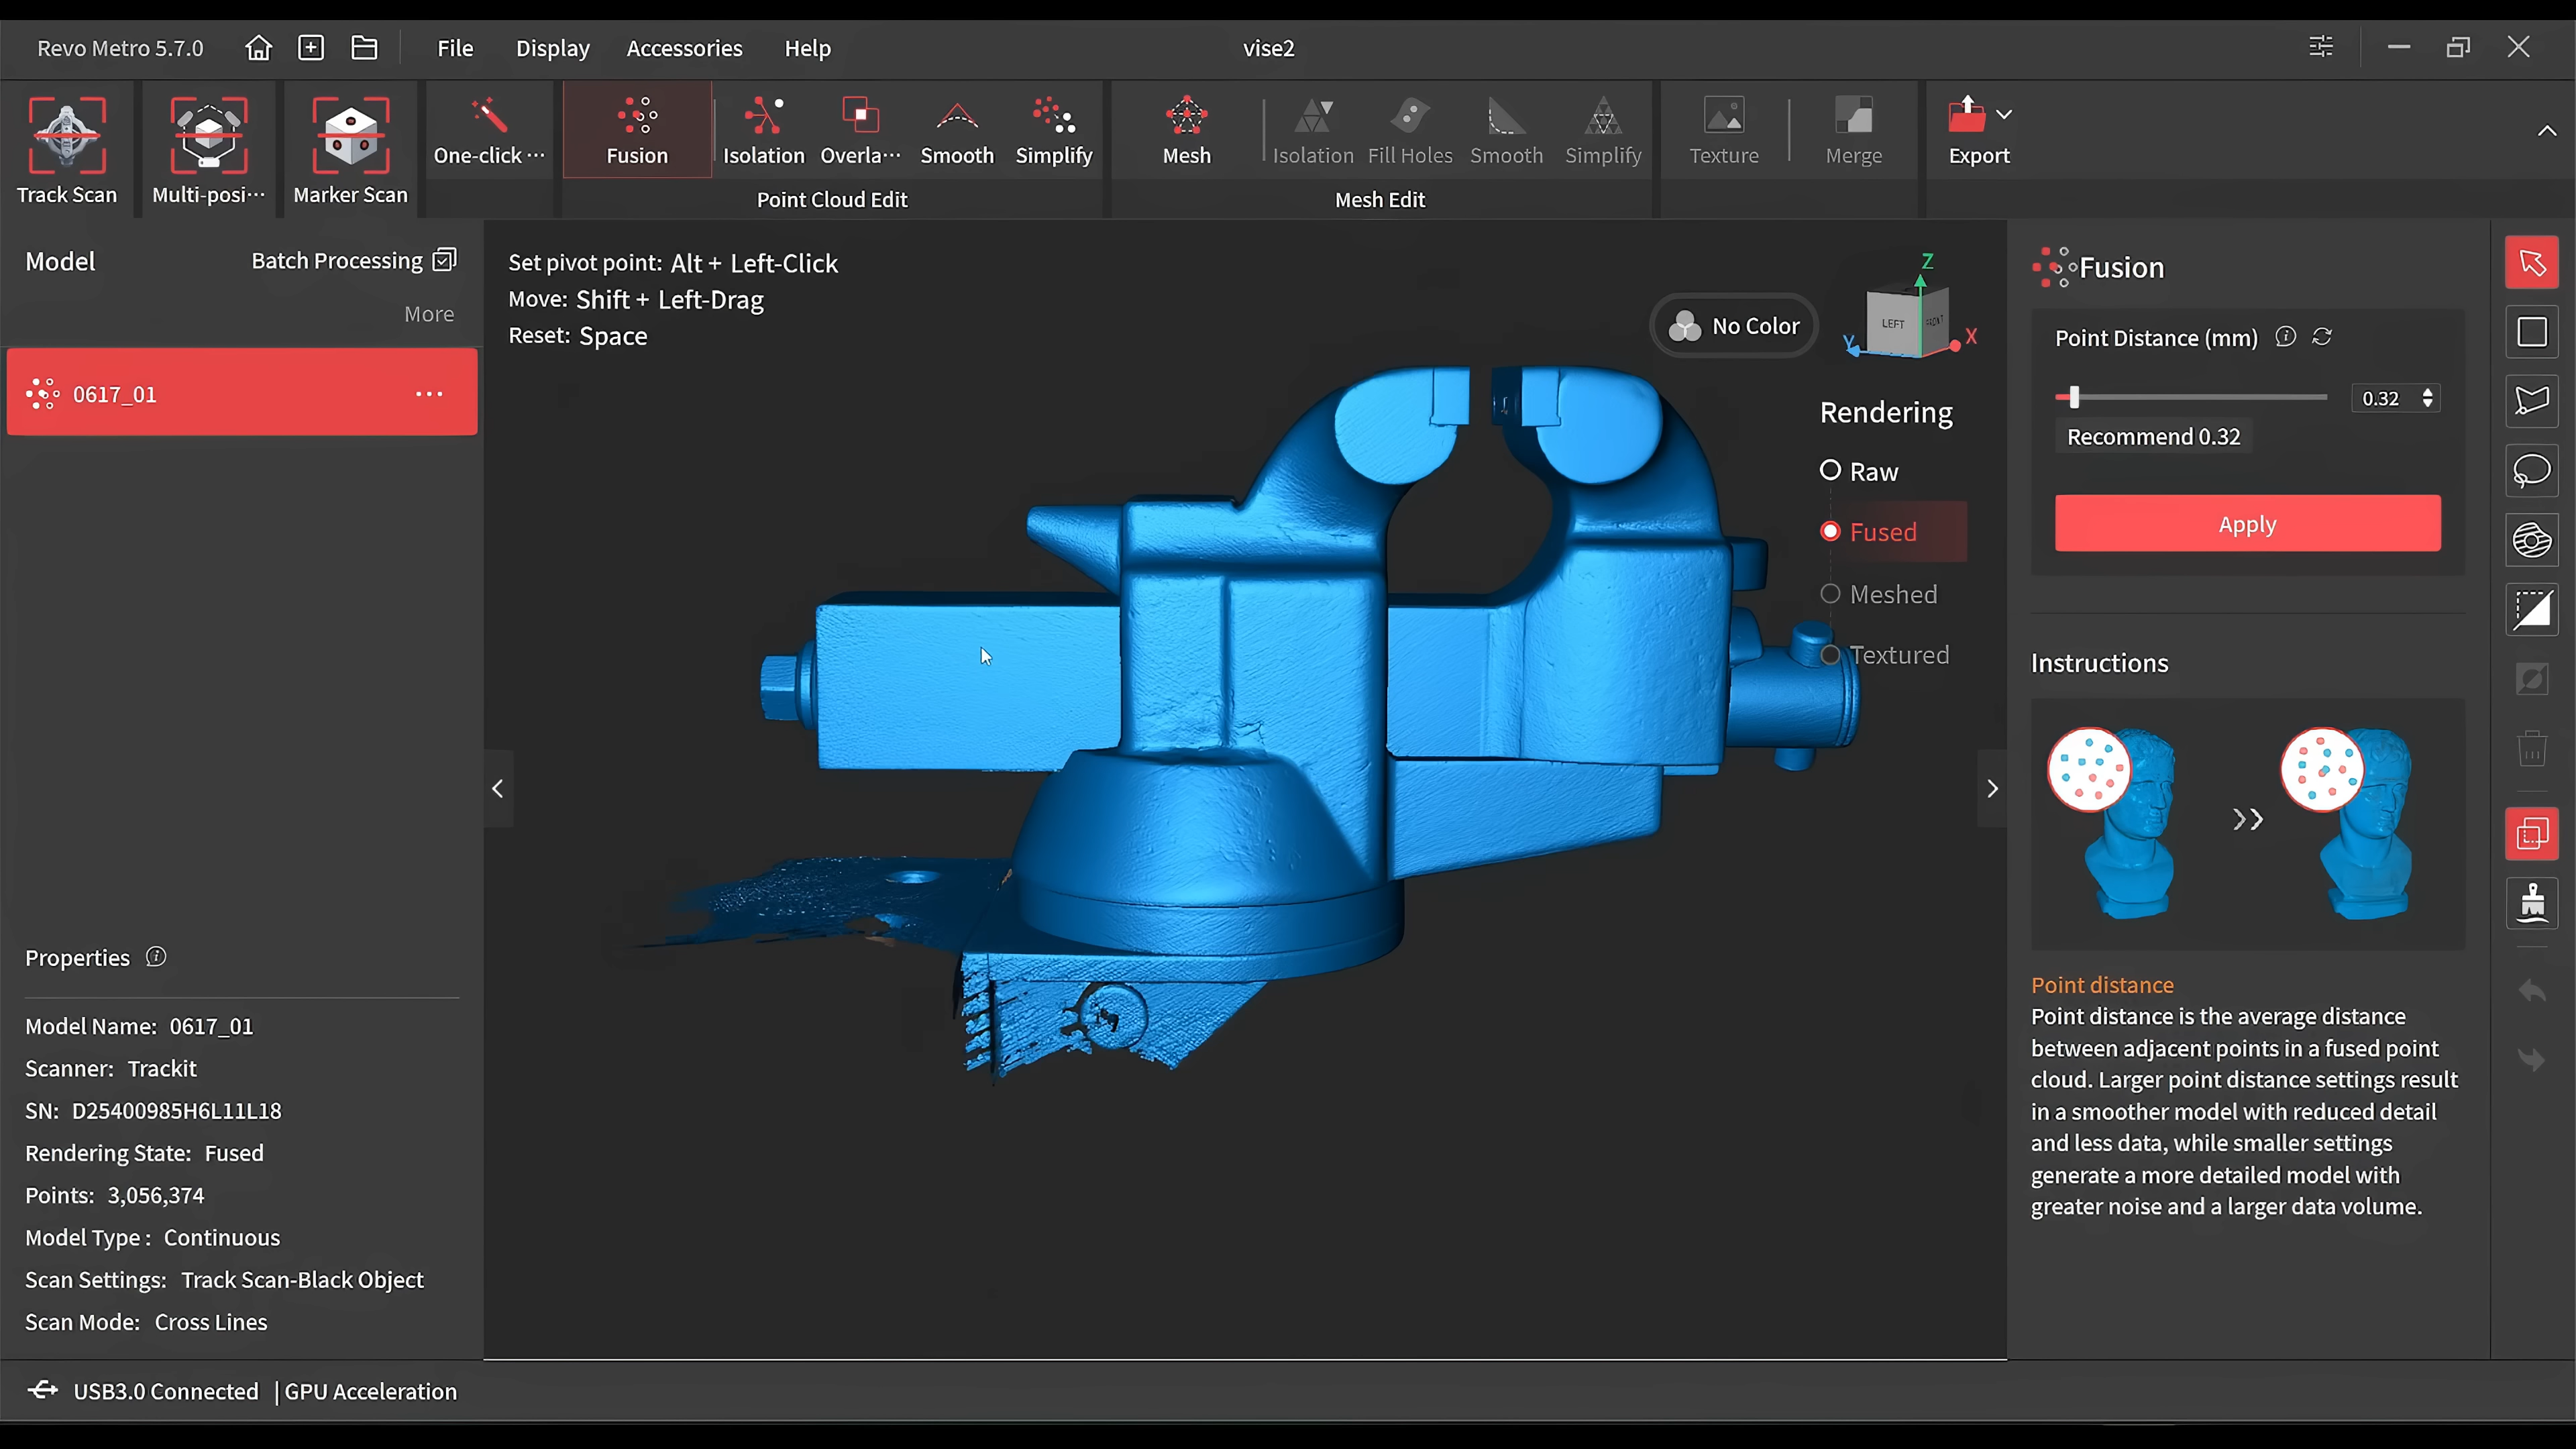 Revo Metro 5.7.0 File Display Accessories Help vise2
Track Scan Multi-posi··· Marker Scan One-click ··· Fusion Isolation Overla··· Smooth Simplify Mesh Isolation Fill Holes Smooth Simplify Texture Merge Export
Point Cloud Edit Mesh Edit
Model Batch Processing
More
0617_01 ···
Properties
Model Name: 0617_01
Scanner: Trackit
SN: D25400985H6L11L18
Rendering State: Fused
Points: 3,056,374
Model Type : Continuous
Scan Settings: Track Scan-Black Object
Scan Mode: Cross Lines
Set pivot point: Alt + Left-Click
Move: Shift + Left-Drag
Reset: Space
No Color
Z
LEFT FRONT
Y X
Rendering
Raw
Fused
Meshed
Textured
Fusion
Point Distance (mm)
0.32
Recommend 0.32
Apply
Instructions
Point distance
Point distance is the average distance
between adjacent points in a fused point
cloud. Larger point distance settings result
in a smoother model with reduced detail
and less data, while smaller settings
generate a more detailed model with
greater noise and a larger data volume.
USB3.0 Connected | GPU Acceleration